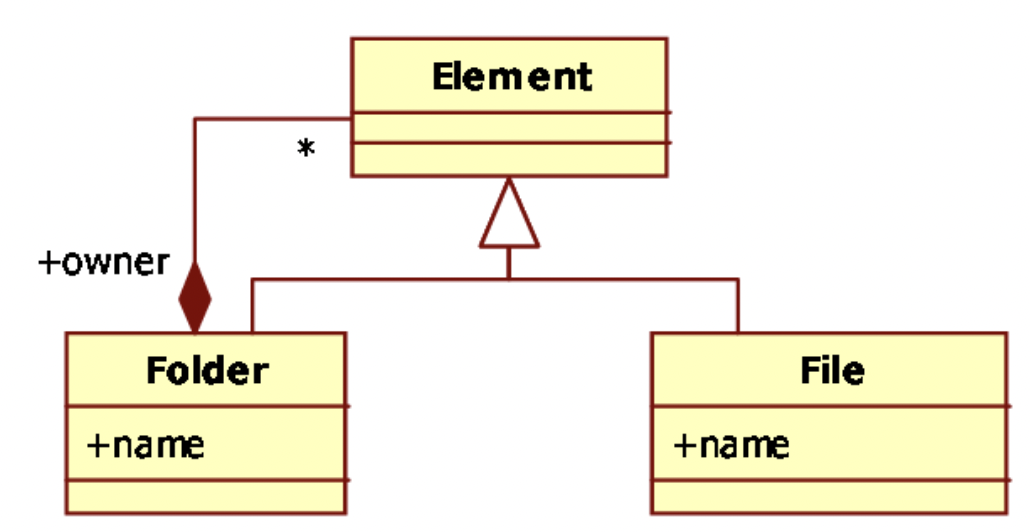 Element
*
+owner
Folder
File
+name
+name